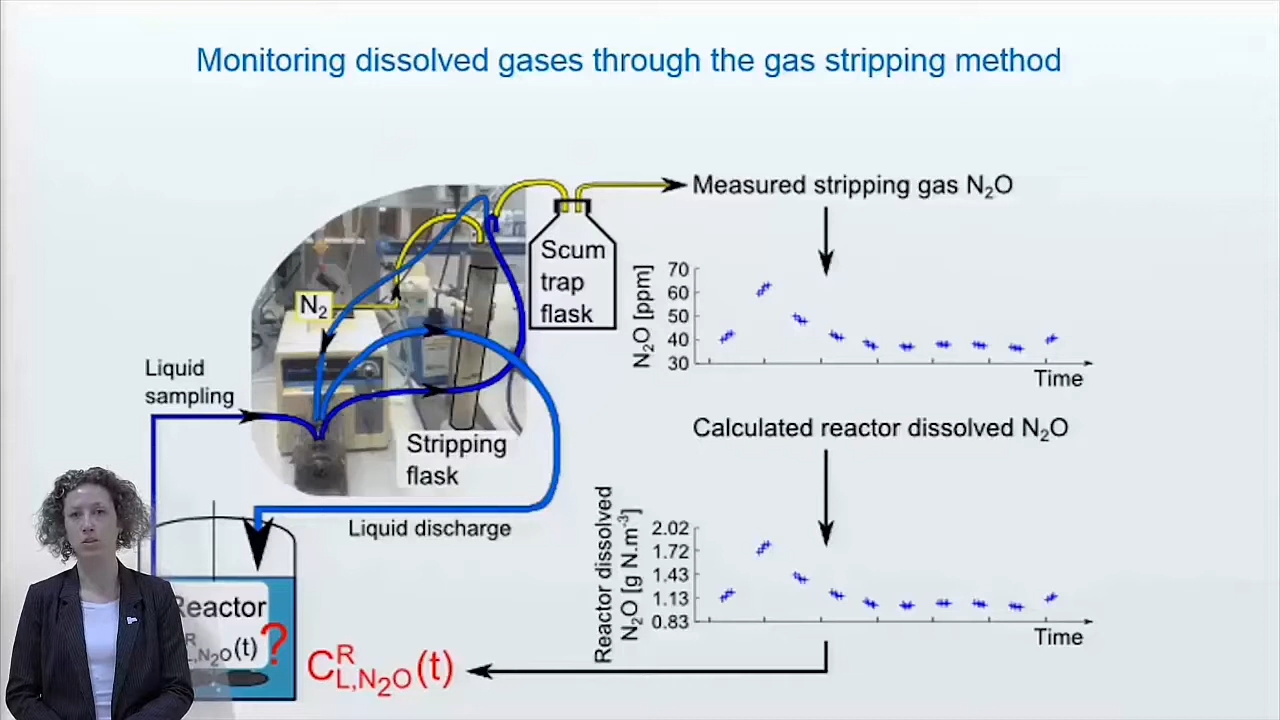 Monitoring dissolved gases through the gas stripping method
Measured stripping gas N₂O
Scum
trap
flask
N₂
Liquid
sampling
Stripping
flask
Liquid discharge
N₂O [ppm]
70
60
50
40
30
Time
Calculated reactor dissolved N₂O
Reactor dissolved
N₂O [g N.m⁻³]
2.02
1.72
1.43
1.13
0.83
Time
Reactor
R
L,N₂O(t) ?
C^R_L,N₂O(t)